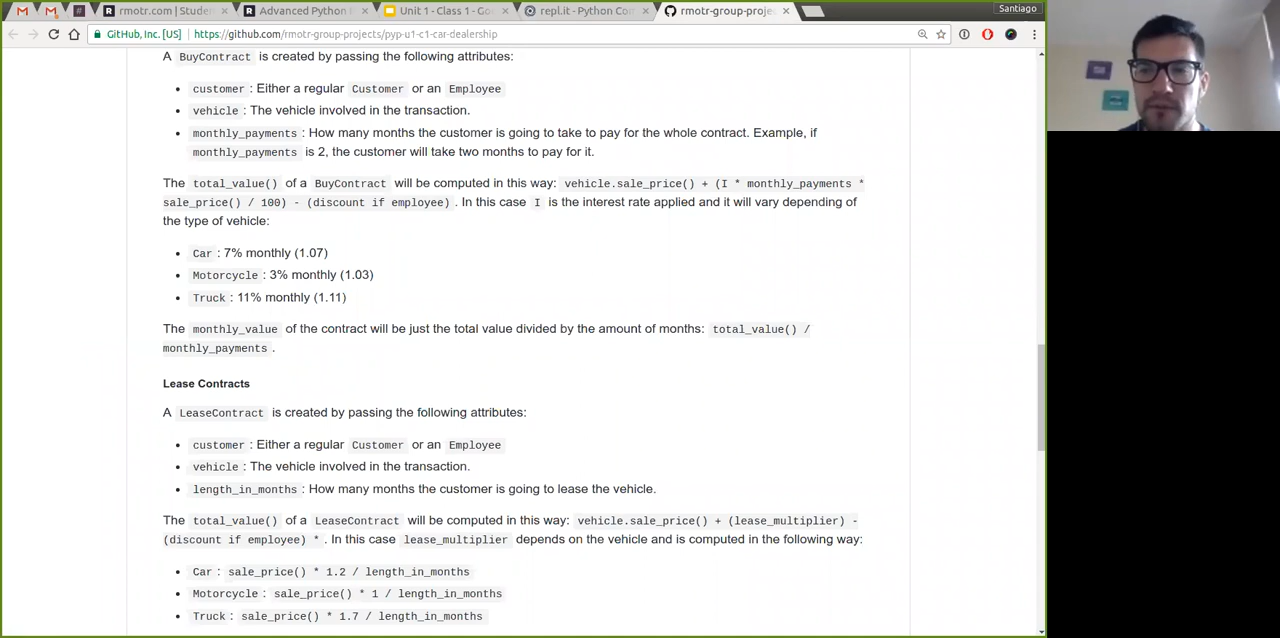 rmotr.com | Stude
Advanced Python
Unit 1 - Class 1 - Go
repl.it - Python Co
rmotr-group-proje
Santiago
GitHub, Inc. [US]
https://github.com/rmotr-group-projects/pyp-u1-c1-car-dealership
A BuyContract is created by passing the following attributes:
customer : Either a regular Customer or an Employee
vehicle : The vehicle involved in the transaction.
monthly_payments : How many months the customer is going to take to pay for the whole contract. Example, if
monthly_payments is 2, the customer will take two months to pay for it.
The total_value() of a BuyContract will be computed in this way: vehicle.sale_price() + (I * monthly_payments *
sale_price() / 100) - (discount if employee) . In this case I is the interest rate applied and it will vary depending of
the type of vehicle:
Car : 7% monthly (1.07)
Motorcycle : 3% monthly (1.03)
Truck : 11% monthly (1.11)
The monthly_value of the contract will be just the total value divided by the amount of months: total_value() /
monthly_payments .
Lease Contracts
A LeaseContract is created by passing the following attributes:
customer : Either a regular Customer or an Employee
vehicle : The vehicle involved in the transaction.
length_in_months : How many months the customer is going to lease the vehicle.
The total_value() of a LeaseContract will be computed in this way: vehicle.sale_price() + (lease_multiplier) -
(discount if employee) * . In this case lease_multiplier depends on the vehicle and is computed in the following way:
Car : sale_price() * 1.2 / length_in_months
Motorcycle : sale_price() * 1 / length_in_months
Truck : sale_price() * 1.7 / length_in_months